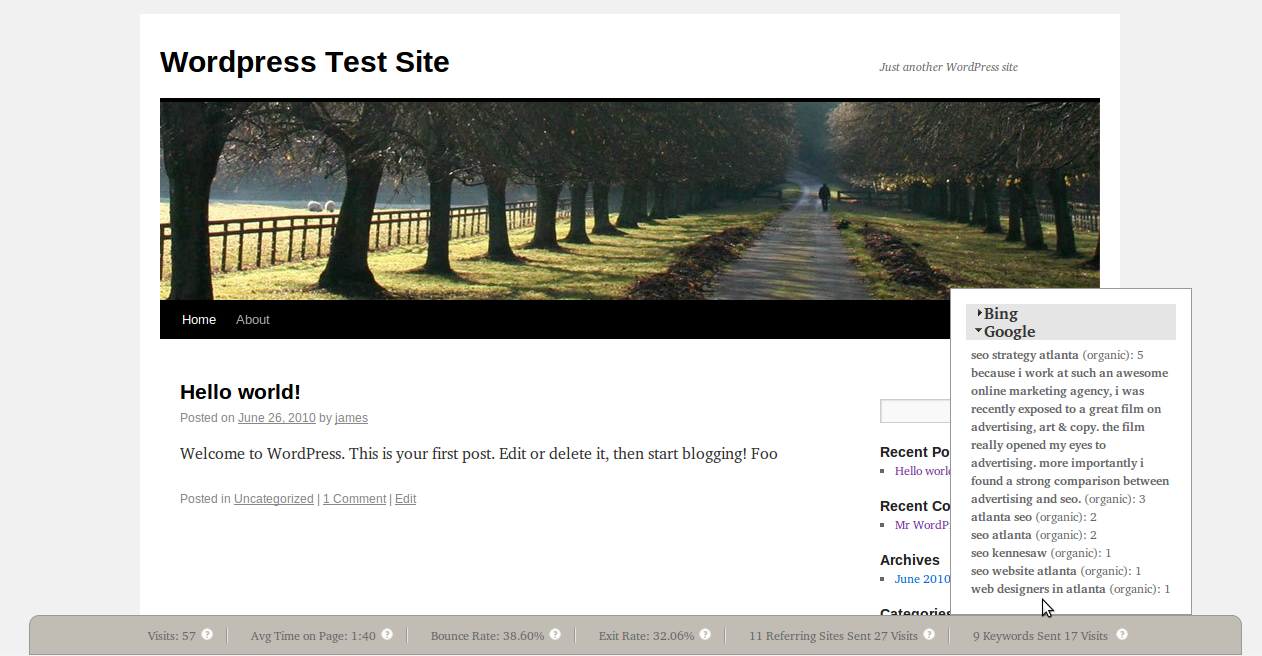 Wordpress Test Site
Just another WordPress site
Home About
Hello world!
Posted on June 26, 2010 by james
Welcome to WordPress. This is your first post. Edit or delete it, then start blogging! Foo
Posted in Uncategorized | 1 Comment | Edit
Recent Po
Hello world
Recent Co
Mr WordP
Archives
June 2010
Categories
Bing
Google
seo strategy atlanta (organic): 5
because i work at such an awesome
online marketing agency, i was
recently exposed to a great film on
advertising, art & copy. the film
really opened my eyes to
advertising. more importantly i
found a strong comparison between
advertising and seo. (organic): 3
atlanta seo (organic): 2
seo atlanta (organic): 2
seo kennesaw (organic): 1
seo website atlanta (organic): 1
web designers in atlanta (organic): 1
Visits: 57 ? Avg Time on Page: 1:40 ? Bounce Rate: 38.60% ? Exit Rate: 32.06% ? 11 Referring Sites Sent 27 Visits ? 9 Keywords Sent 17 Visits ?